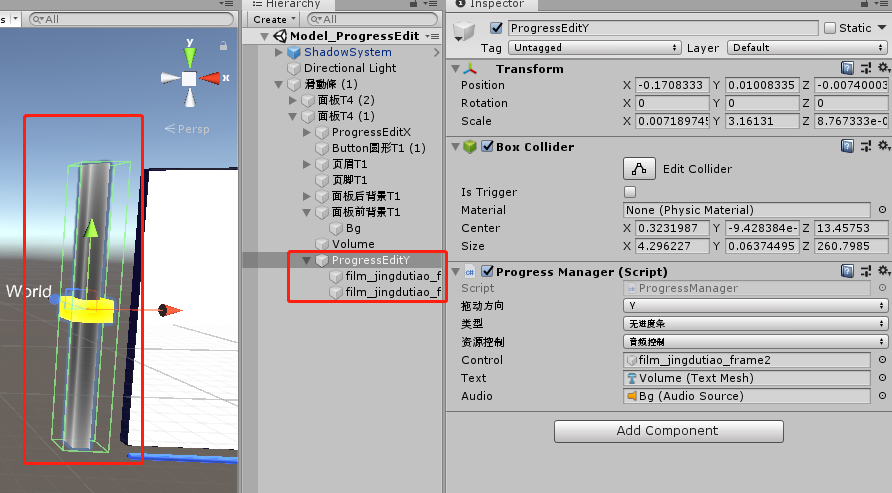 s
All
y
x
Persp
World
Hierarchy
Create
All
Model_ProgressEdit
ShadowSystem
Directional Light
滑動條 (1)
面板T4 (2)
面板T4 (1)
ProgressEditX
Button圆形T1 (1)
页眉T1
页脚T1
面板后背景T1
面板前背景T1
Bg
Volume
ProgressEditY
film_jingdutiao_f
film_jingdutiao_f
Inspector
ProgressEditY
Static
Tag Untagged Layer Default
Transform
Position X -0.1708333 Y 0.01008335 Z -0.00740003
Rotation X 0 Y 0 Z 0
Scale X 0.007189745 Y 3.16131 Z 8.767333e-0
Box Collider
Edit Collider
Is Trigger
Material None (Physic Material)
Center X 0.3231987 Y -9.428384e- Z 13.45753
Size X 4.296227 Y 0.06374495 Z 260.7985
Progress Manager (Script)
Script ProgressManager
拖动方向 Y
类型 无进度条
资源控制 音频控制
Control film_jingdutiao_frame2
Text Volume (Text Mesh)
Audio Bg (Audio Source)
Add Component